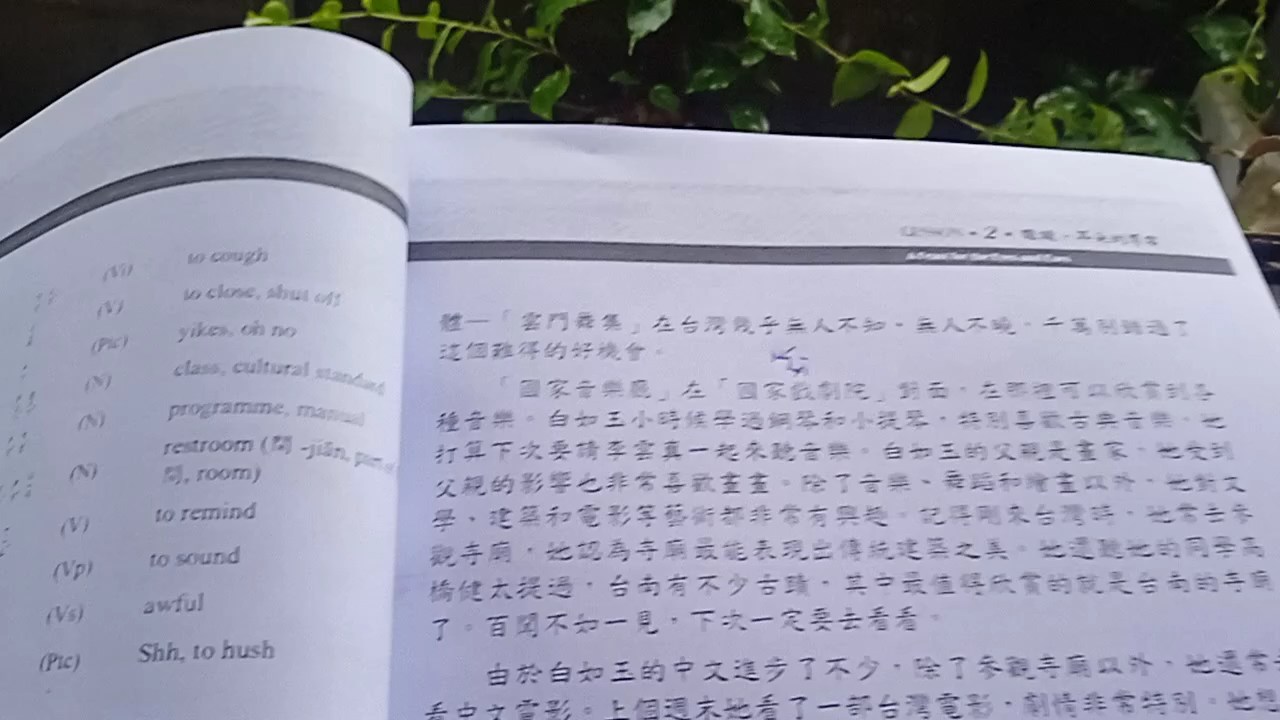 (Vi) to cough
(V) to close, shut off
(Ptc) yikes, oh no
(N) class, cultural standard
(N) programme, manual
(N) restroom (間 -jiān, part of
間, room)
(V) to remind
(Vp) to sound
(Vs) awful
(Ptc) Shh, to hush
LESSON 2
A Feast for the Eyes and Ears
體—「雲門舞集」在台灣幾乎無人不知、無人不曉,千萬別錯過了
這個難得的好機會。
「國家音樂廳」在「國家戲劇院」對面,在那裡可以欣賞到各
種音樂。白如玉小時候學過鋼琴和小提琴,特別喜歡古典音樂。她
打算下次要請李雲真一起來聽音樂。白如玉的父親是畫家,她受到
父親的影響也非常喜歡畫畫。除了音樂、舞蹈和繪畫以外,她對文
學、建築和電影等藝術都非常有興趣。記得剛來台灣時,她常去參
觀寺廟,她認為寺廟最能表現出傳統建築之美。她還聽她的同學高
橋健太提過,台南有不少古蹟,其中最值得欣賞的就是台南的寺廟
了。百聞不如一見,下次一定要去看看。
由於白如玉的中文進步了不少,除了參觀寺廟以外,她還常
看中文電影。上個週末她看了一部台灣電影,劇情非常特別。她想